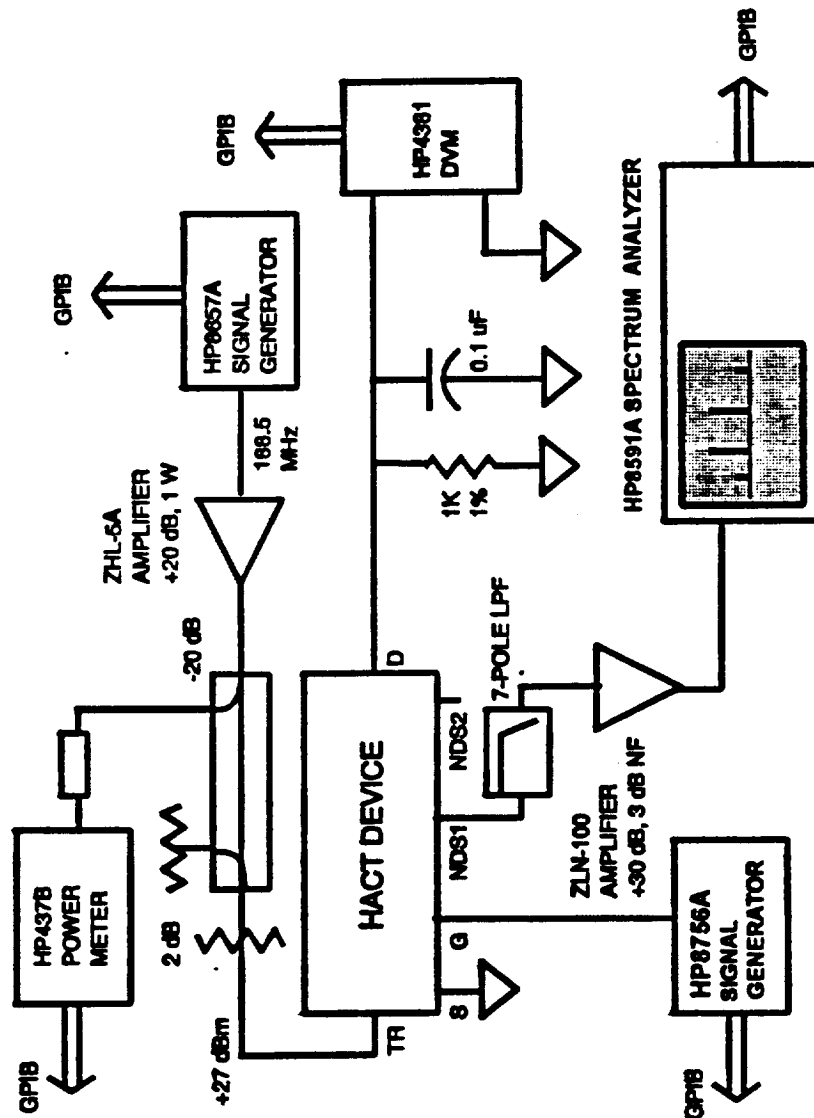 GPIB
HP437B
POWER
METER
2 dB
-20 dB
+27 dBm
ZHL-5A
AMPLIFIER
+20 dB, 1 W
166.5
MHz
HP8657A
SIGNAL
GENERATOR
GPIB
TR
HACT DEVICE
D
S
G
NDS1
NDS2
7-POLE LPF
1K
1%
0.1 uF
HP4381
DVM
GPIB
ZLN-100
AMPLIFIER
+30 dB, 3 dB NF
HP8756A
SIGNAL
GENERATOR
GPIB
HP8591A SPECTRUM ANALYZER
GPIB